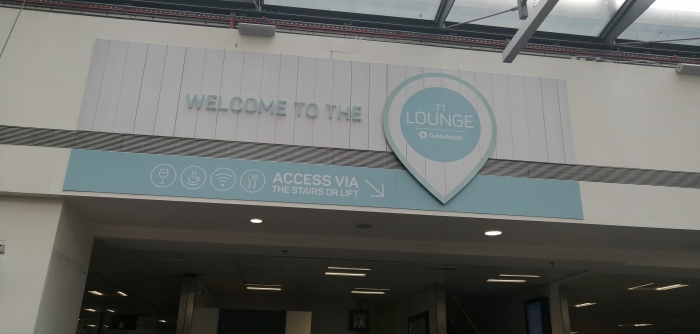 WELCOME TO THE
T1
LOUNGE
DublinAirport
ACCESS VIA
THE STAIRS OR LIFT